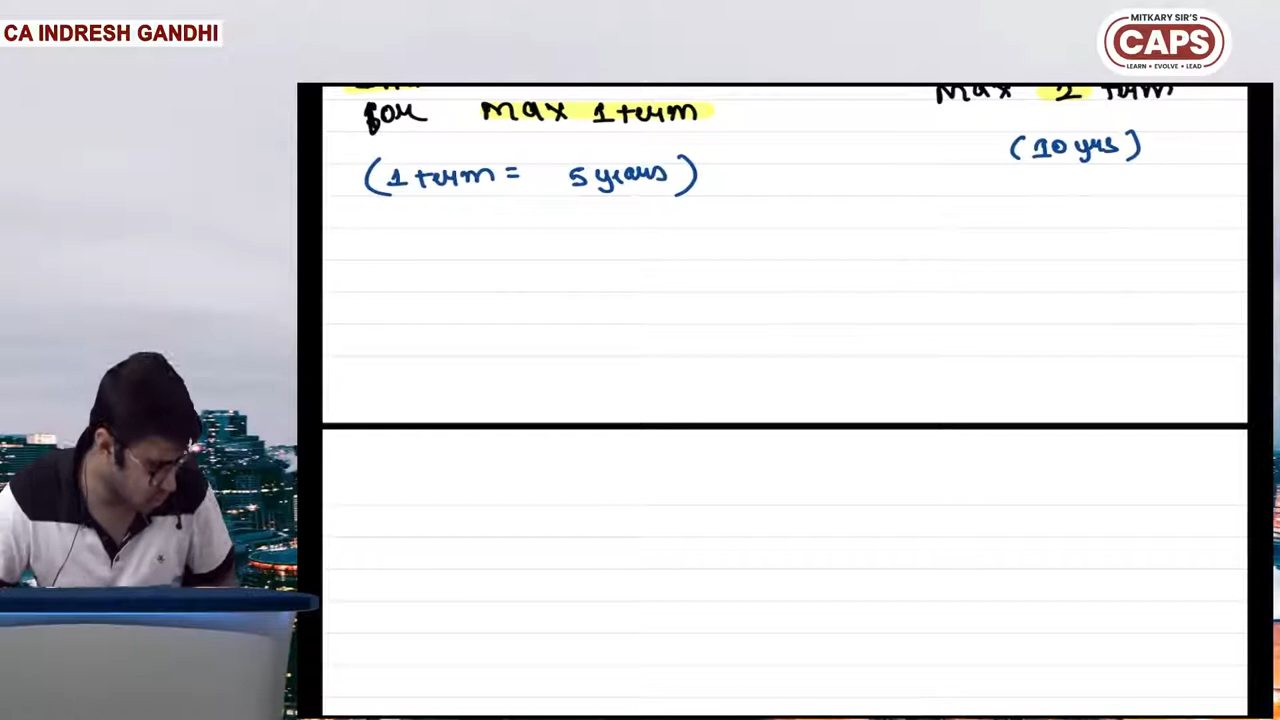 CA INDRESH GANDHI
MITKARY SIR'S
CAPS
LEARN • EVOLVE • LEAD
for max 1 term
max 2 term
(10 yrs)
(1 term = 5 years)